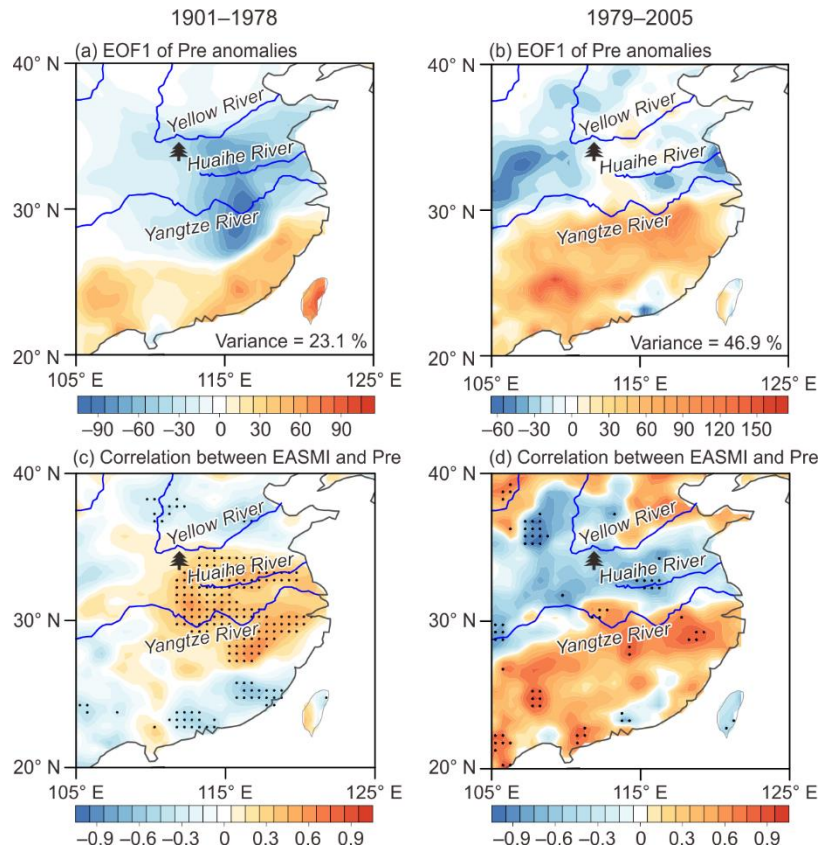 1901–1978
1979–2005
(a) EOF1 of Pre anomalies
(b) EOF1 of Pre anomalies
40° N
30° N
20° N
Yellow River
Huaihe River
Yangtze River
Variance = 23.1 %
105° E
115° E
125° E
–90 –60 –30 0 30 60 90
40° N
30° N
20° N
Yellow River
Huaihe River
Yangtze River
Variance = 46.9 %
105° E
115° E
125° E
–60 –30 0 30 60 90 120 150
(c) Correlation between EASMI and Pre
(d) Correlation between EASMI and Pre
40° N
30° N
20° N
Yellow River
Huaihe River
Yangtze River
105° E
115° E
125° E
–0.9 –0.6 –0.3 0 0.3 0.6 0.9
40° N
30° N
20° N
Yellow River
Huaihe River
Yangtze River
105° E
115° E
125° E
–0.9 –0.6 –0.3 0 0.3 0.6 0.9